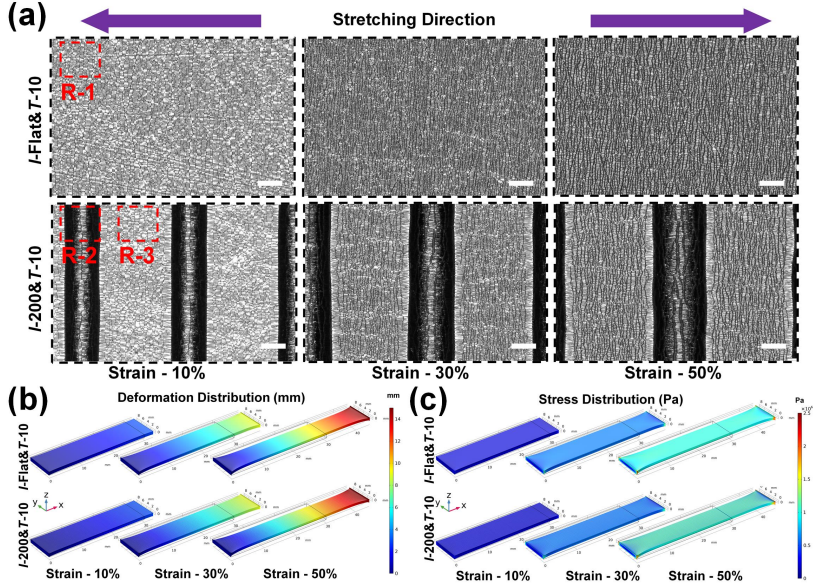 (a)
Stretching Direction
I-Flat&T-10
R-1
I-200&T-10
R-2
R-3
Strain - 10%
Strain - 30%
Strain - 50%
(b)
Deformation Distribution (mm)
mm
14
12
10
8
6
4
2
0
I-Flat&T-10
I-200&T-10
z
y
x
Strain - 10%
Strain - 30%
Strain - 50%
(c)
Stress Distribution (Pa)
Pa
2.5
2
1.5
1
0.5
0
I-Flat&T-10
I-200&T-10
z
y
x
Strain - 10%
Strain - 30%
Strain - 50%